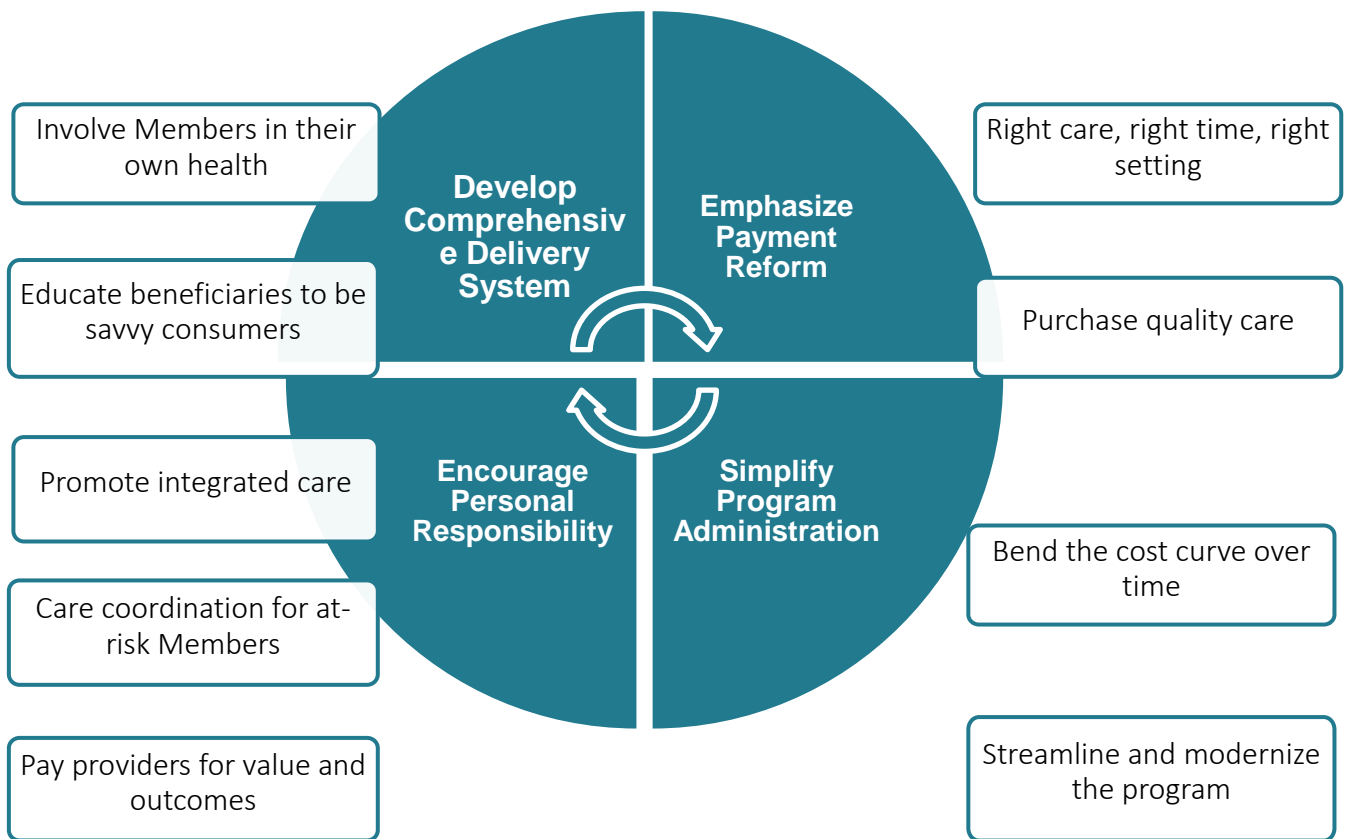 Involve Members in their
own health
Educate beneficiaries to be
savvy consumers
Promote integrated care
Care coordination for at-
risk Members
Pay providers for value and
outcomes
Develop
Comprehensiv
e Delivery
System
Emphasize
Payment
Reform
Encourage
Personal
Responsibility
Simplify
Program
Administration
Right care, right time, right
setting
Purchase quality care
Bend the cost curve over
time
Streamline and modernize
the program